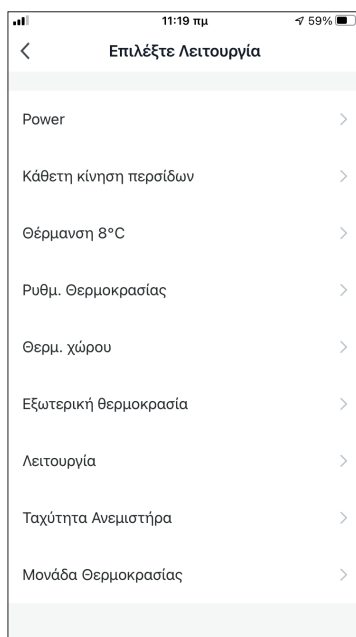 11:19 πμ 59%
Επιλέξτε Λειτουργία
Power
Κάθετη κίνηση περσίδων
Θέρμανση 8°C
Ρυθμ. Θερμοκρασίας
Θερμ. χώρου
Εξωτερική θερμοκρασία
Λειτουργία
Ταχύτητα Ανεμιστήρα
Μονάδα Θερμοκρασίας